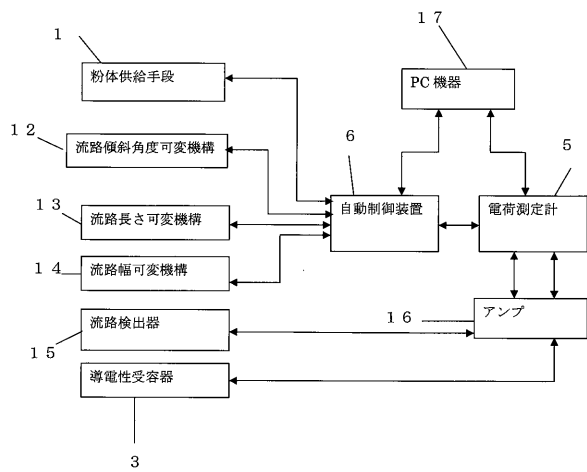 １
粉体供給手段
１７
PC 機器
１２
流路傾斜角度可変機構
６
自動制御装置
５
電荷測定計
１３
流路長さ可変機構
１４
流路幅可変機構
１５
流路検出器
１６
アンプ
導電性受容器
３